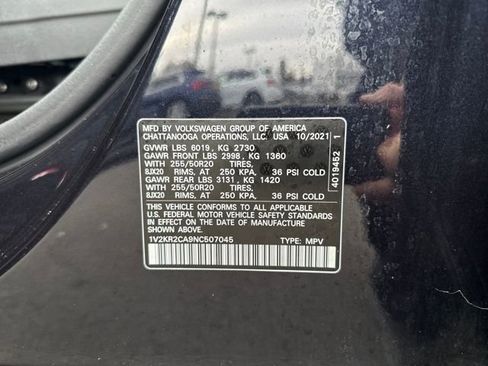 MFD BY VOLKSWAGEN GROUP OF AMERICA
CHATTANOOGA OPERATIONS, LLC. USA 10/2021
GVWR LBS 6019 , KG 2730
GAWR FRONT LBS 2998 , KG 1360
WITH 255/50R20 TIRES,
8JX20 RIMS, AT 250 KPA, 36 PSI COLD
GAWR REAR LBS 3131 , KG 1420
WITH 255/50R20 TIRES,
8JX20 RIMS, AT 250 KPA, 36 PSI COLD
THIS VEHICLE CONFORMS TO ALL APPLICABLE
U.S. FEDERAL MOTOR VEHICLE SAFETY STANDARDS
IN EFFECT ON THE DATE OF MANUFACTURE
SHOWN ABOVE.
1V2KR2CA9NC507045 TYPE: MPV
4019452 1